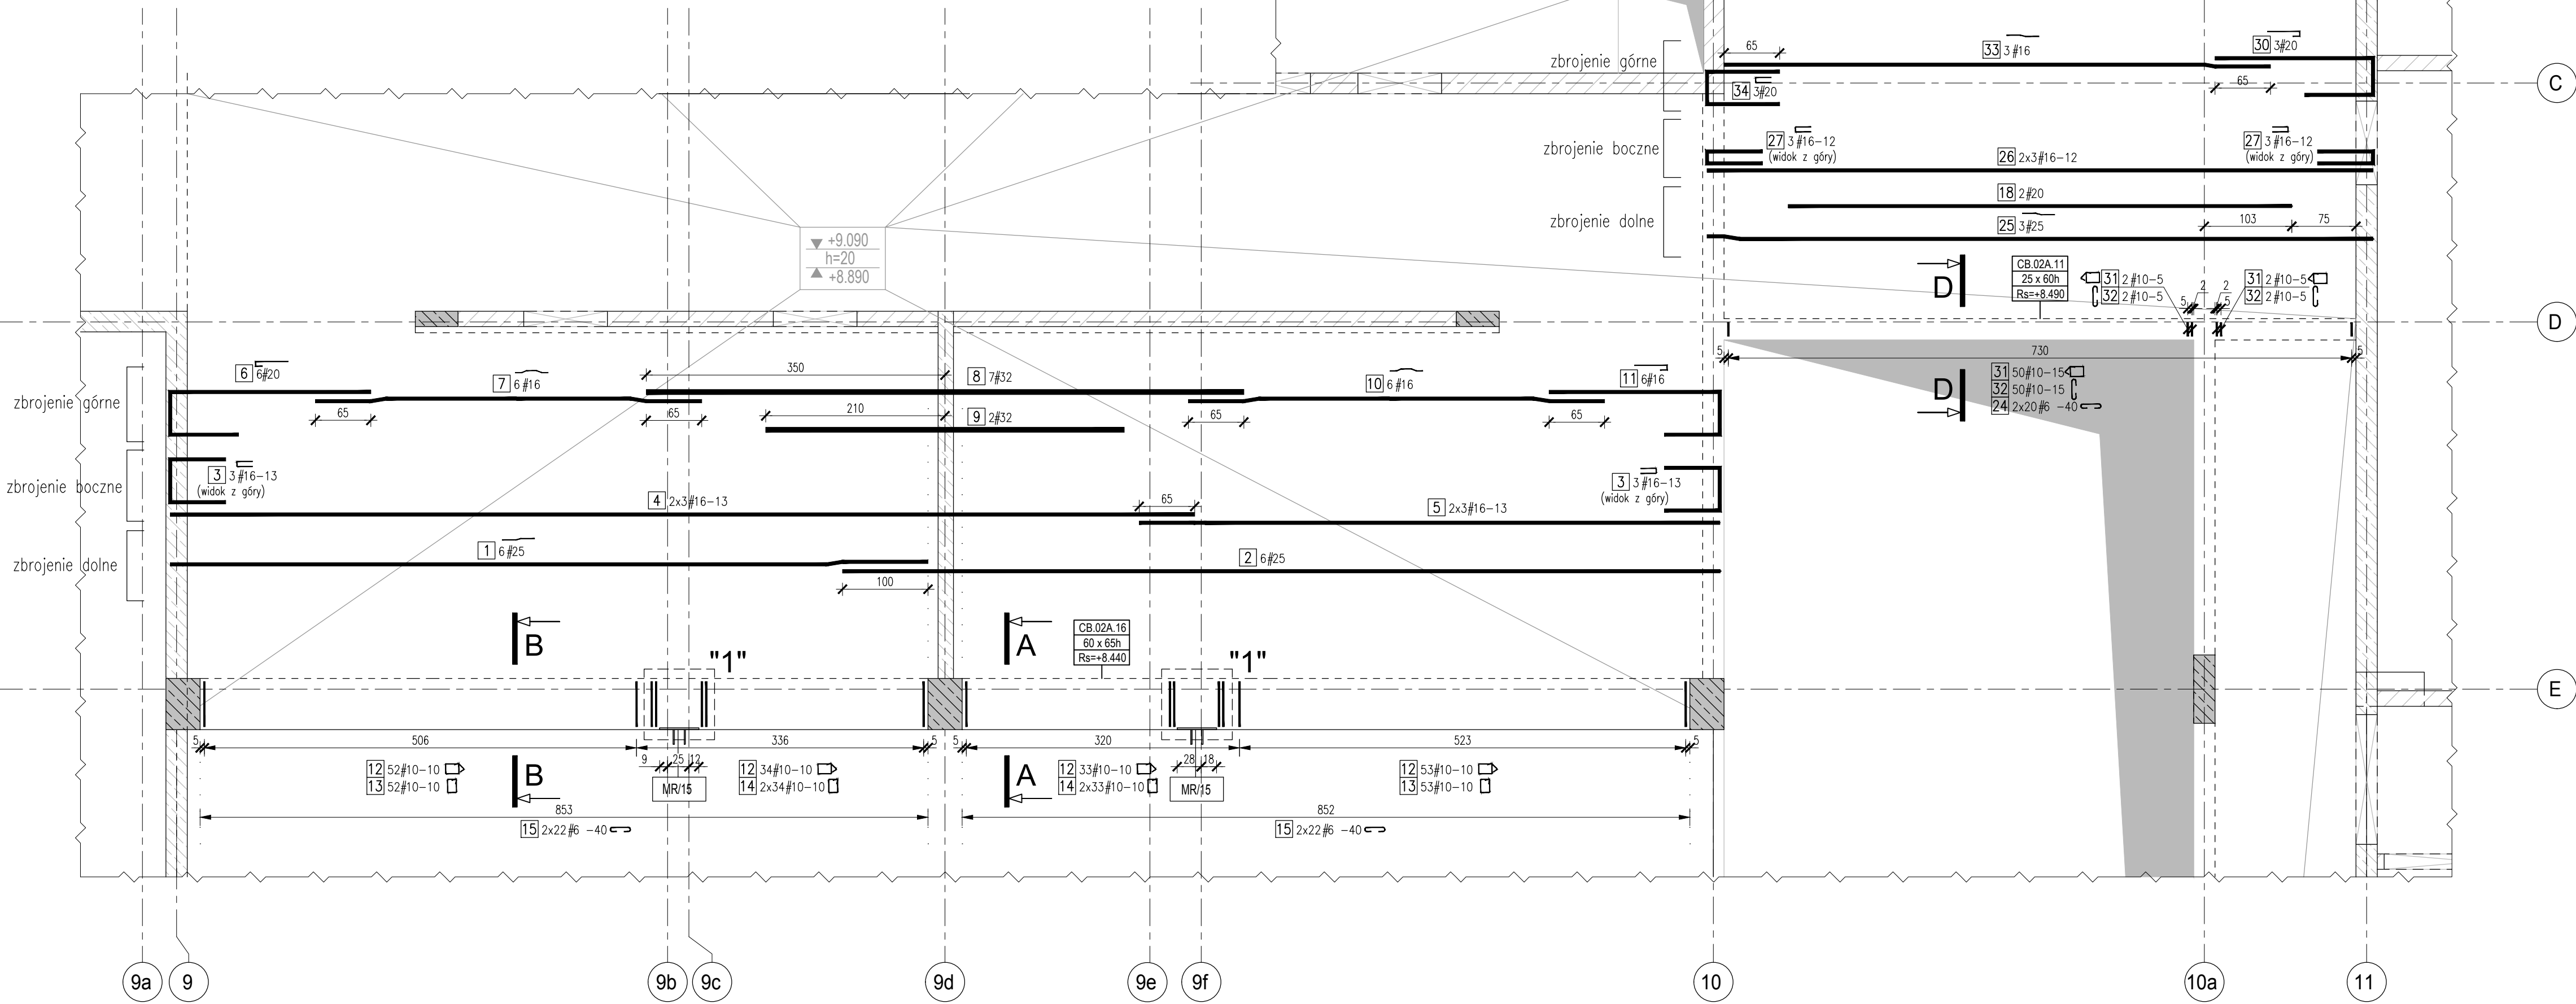 65
33 3#16
30 3#20
zbrojenie górne
34 3#20
65
C
27 3#16-12
(widok z góry)
27 3#16-12
(widok z góry)
zbrojenie boczne
26 2x3#16-12
18 2#20
zbrojenie dolne
103
75
25 3#25
+9.090
h=20
+8.890
D
CB.02A.11
25 x 60h
Rs=+8.490
31 2#10-5
32 2#10-5
31 2#10-5
32 2#10-5
5
2
2
5
D
5
730
5
D
31 50#10-15
32 50#10-15
24 2x20#6 -40
6 6#20
7 6#16
350
8 7#32
10 6#16
11 6#16
zbrojenie górne
65
65
210
9 2#32
65
65
3 3#16-13
(widok z góry)
zbrojenie boczne
4 2x3#16-13
65
5 2x3#16-13
3 3#16-13
(widok z góry)
zbrojenie dolne
1 6#25
2 6#25
100
B
A
CB.02A.16
60 x 65h
Rs=+8.440
"1"
"1"
E
5
506
336
5
5
320
523
5
9
25
12
28
18
12 52#10-10
13 52#10-10
B
MR/15
12 34#10-10
14 2x34#10-10
A
12 33#10-10
14 2x33#10-10
MR/15
12 53#10-10
13 53#10-10
853
852
15 2x22#6 -40
15 2x22#6 -40
9a
9
9b
9c
9d
9e
9f
10
10a
11